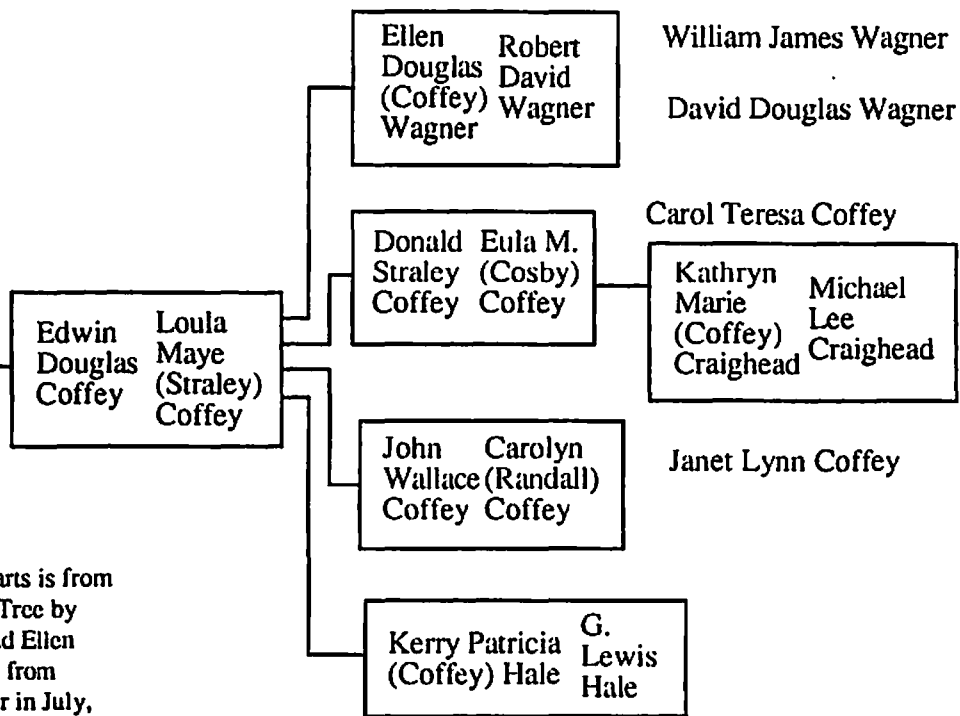 Ellen
Douglas
(Coffey)
Wagner
Robert
David
Wagner
William James Wagner
David Douglas Wagner
Carol Teresa Coffey
Donald
Straley
Coffey
Eula M.
(Cosby)
Coffey
Kathryn
Marie
(Coffey)
Craighead
Michael
Lee
Craighead
Edwin
Douglas
Coffey
Loula
Maye
(Straley)
Coffey
John
Wallace
Coffey
Carolyn
(Randall)
Coffey
Janet Lynn Coffey
Kerry Patricia
(Coffey) Hale
G.
Lewis
Hale
arts is from
Tree by
d Ellen
from
r in July,